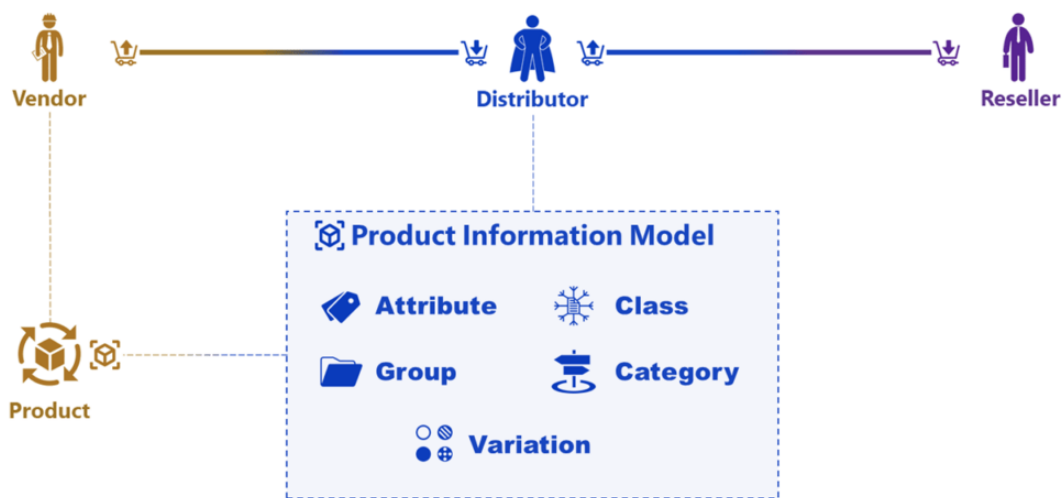 Vendor
Distributor
Reseller
Product Information Model
Attribute
Class
Group
Category
Variation
Product